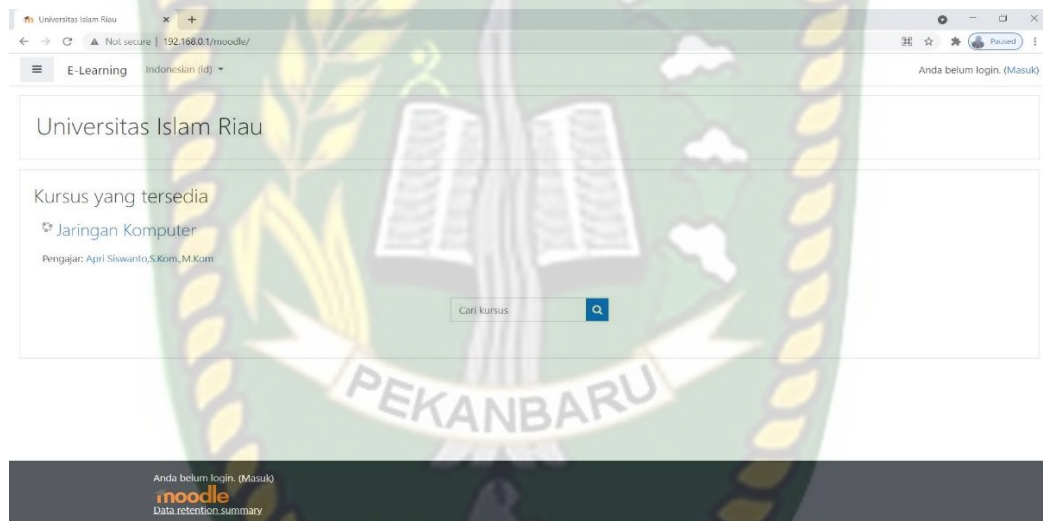 Universitas Islam Riau
Not secure | 192.168.0.1/moodle/
Paused
E-Learning Indonesian (id)
Anda belum login. (Masuk)
Universitas Islam Riau
Kursus yang tersedia
Jaringan Komputer
Pengajar: Apri Siswanto,S.Kom.,M.Kom
Cari kursus
PEKANBARU
Anda belum login. (Masuk)
moodle
Data retention summary